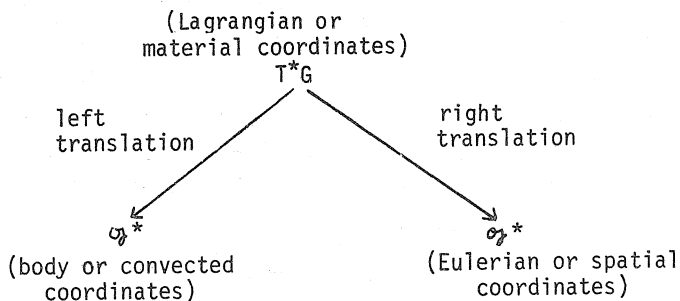 (Lagrangian or
material coordinates)
T*G
left
translation
right
translation
𝔤*
𝔤*
(body or convected
coordinates)
(Eulerian or spatial
coordinates)